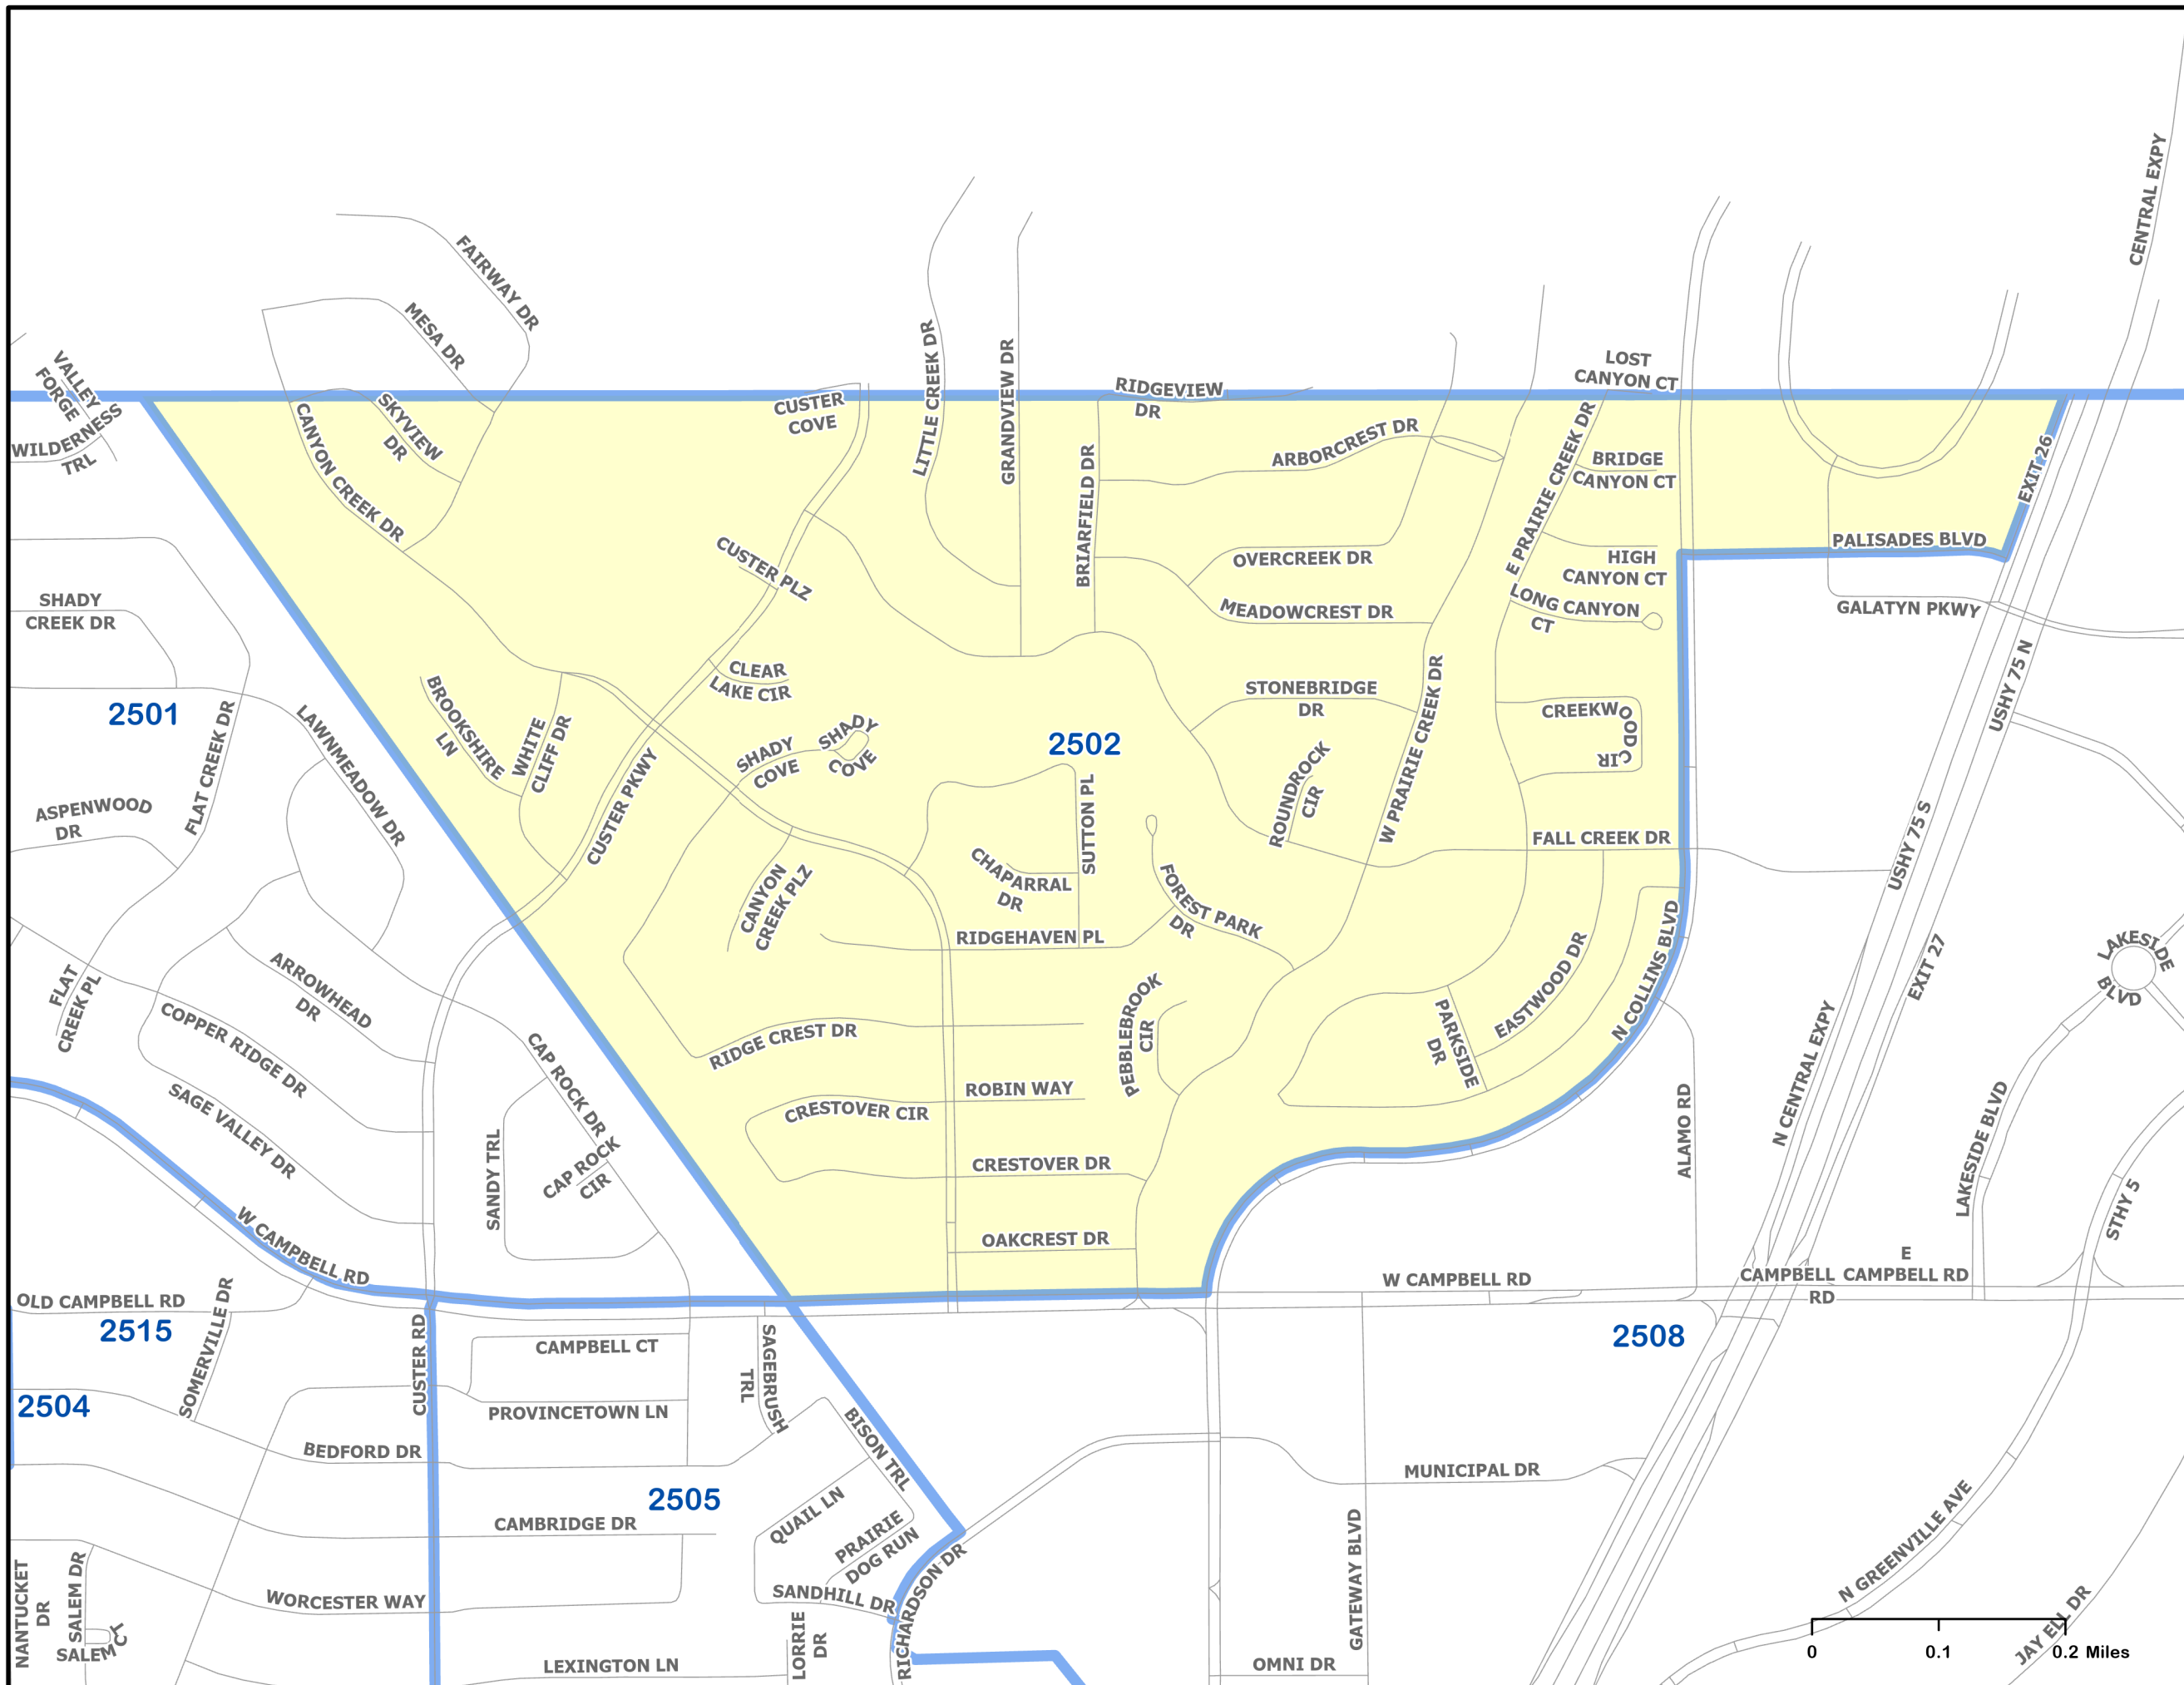 CENTRAL EXPY
FAIRWAY DR
MESA DR
VALLEY
FORGE
WILDERNESS
TRL
SKYVIEW
DR
CANYON CREEK DR
CUSTER
COVE
LITTLE CREEK DR
GRANDVIEW DR
RIDGEVIEW
DR
LOST
CANYON CT
ARBORCREST DR
BRIARFIELD DR
E PRAIRIE CREEK DR
BRIDGE
CANYON CT
EXIT 26
PALISADES BLVD
CUSTER PLZ
OVERCREEK DR
HIGH
CANYON CT
LONG CANYON
CT
GALATYN PKWY
MEADOWCREST DR
SHADY
CREEK DR
2501
FLAT CREEK DR
LAWNMEADOW DR
BROOKSHIRE
LN
WHITE
CLIFF DR
CLEAR
LAKE CIR
STONEBRIDGE
DR
W PRAIRIE CREEK DR
USHY 75 N
CREEKWOOD CIR
2502
SHADY
COVE
SHADY
COVE
CUSTER PKWY
ROUNDROCK
CIR
SUTTON PL
ASPENWOOD
DR
FALL CREEK DR
USHY 75 S
CHAPARRAL
DR
CANYON
CREEK PLZ
FOREST PARK
DR
RIDGEHAVEN PL
EXIT 27
LAKESIDE
BLVD
N COLLINS BLVD
EASTWOOD DR
PARKSIDE
DR
FLAT
CREEK PL
ARROWHEAD
DR
COPPER RIDGE DR
RIDGE CREST DR
PEBBLEBROOK
CIR
N CENTRAL EXPY
CAP ROCK DR
SAGE VALLEY DR
ROBIN WAY
CRESTOVER CIR
ALAMO RD
LAKESIDE BLVD
SANDY TRL
CAP ROCK
CIR
CRESTOVER DR
STHY 5
W CAMPBELL RD
OAKCREST DR
W CAMPBELL RD
CAMPBELL
RD
E
CAMPBELL RD
OLD CAMPBELL RD
2515
SOMERVILLE DR
CUSTER RD
CAMPBELL CT
SAGEBRUSH
TRL
2508
2504
PROVINCETOWN LN
BISON TRL
BEDFORD DR
MUNICIPAL DR
2505
QUAIL LN
CAMBRIDGE DR
PRAIRIE
DOG RUN
GATEWAY BLVD
N GREENVILLE AVE
NANTUCKET
DR
SALEM DR
WORCESTER WAY
SANDHILL DR
RICHARDSON DR
LORRIE
DR
SALEM CT
JAY ELL DR
LEXINGTON LN
OMNI DR
0 0.1 0.2 Miles